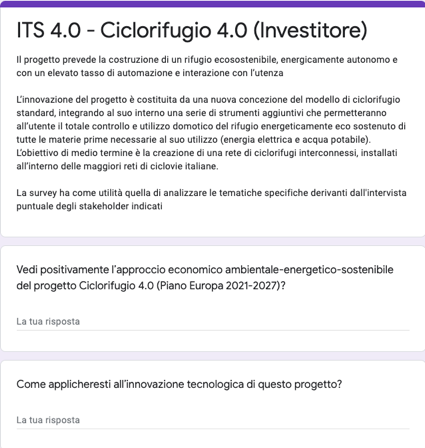 ITS 4.0 - Ciclorifugio 4.0 (Investitore)
Il progetto prevede la costruzione di un rifugio ecosostenibile, energicamente autonomo e
con un elevato tasso di automazione e interazione con l'utenza
L'innovazione del progetto è costituita da una nuova concezione del modello di ciclorifugio
standard, integrando al suo interno una serie di strumenti aggiuntivi che permetteranno
all'utente il totale controllo e utilizzo domotico del rifugio energeticamente eco sostenuto di
tutte le materie prime necessarie al suo utilizzo (energia elettrica e acqua potabile).
L'obiettivo di medio termine è la creazione di una rete di ciclorifugi interconnessi, installati
all'interno delle maggiori reti di ciclovie italiane.
La survey ha come utilità quella di analizzare le tematiche specifiche derivanti dall'intervista
puntuale degli stakeholder indicati
Vedi positivamente l'approccio economico ambientale-energetico-sostenibile
del progetto Ciclorifugio 4.0 (Piano Europa 2021-2027)?
La tua risposta
Come applicheresti all'innovazione tecnologica di questo progetto?
La tua risposta